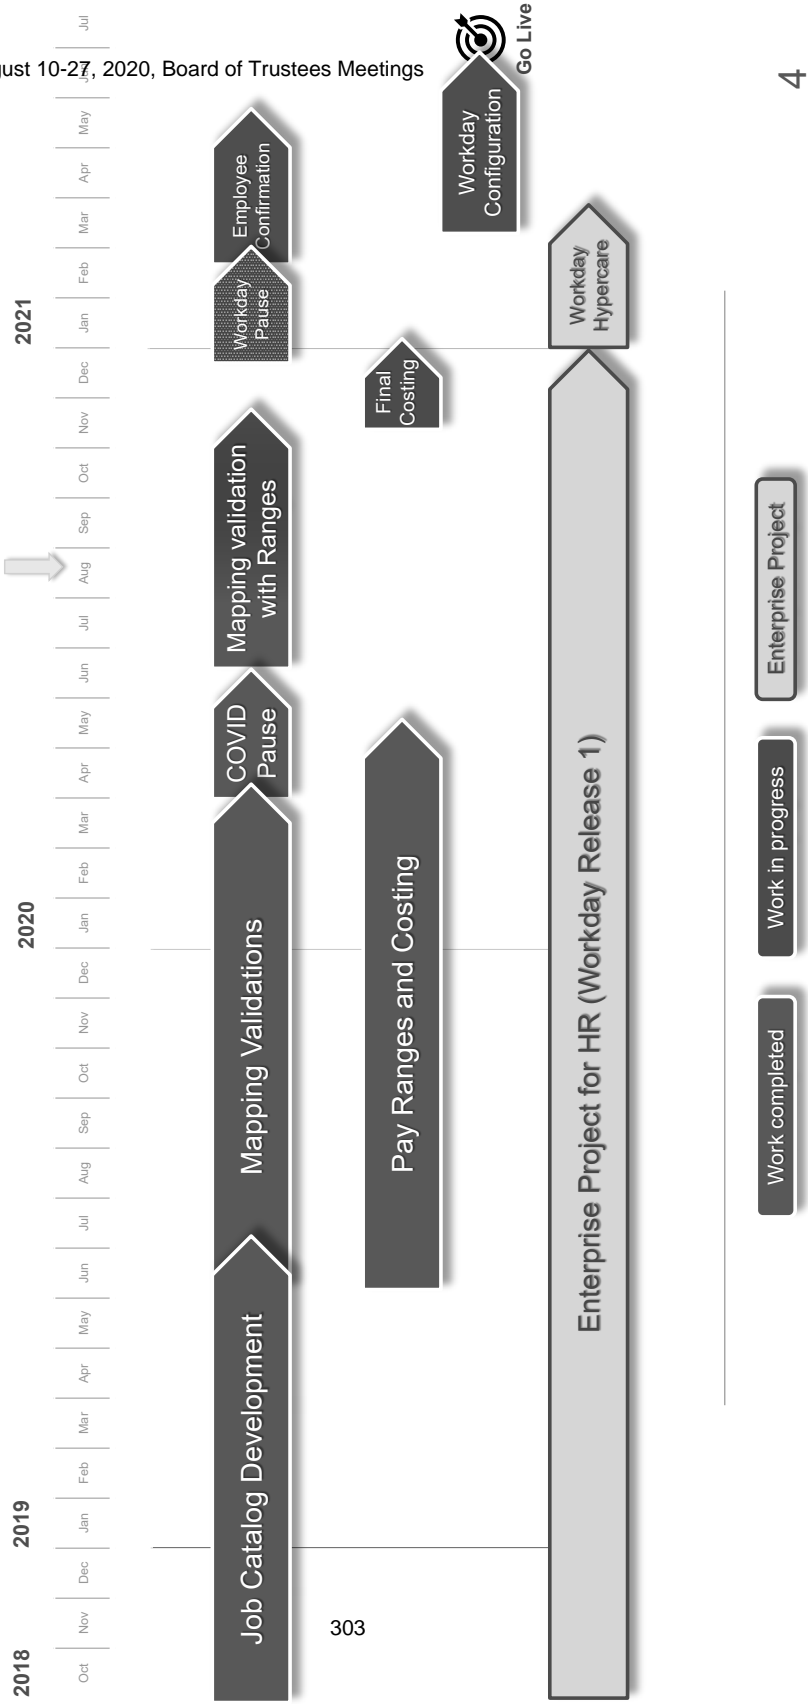 gust 10-27, 2020, Board of Trustees Meetings
2018
2019
2020
2021
Oct
Nov
Dec
Jan
Feb
Mar
Apr
May
Jun
Jul
Aug
Sep
Oct
Nov
Dec
Jan
Feb
Mar
Apr
May
Jun
Jul
Aug
Sep
Oct
Nov
Dec
Jan
Feb
Mar
Apr
May
Jul
Job Catalog Development
Mapping Validations
COVID
Pause
Mapping validation
with Ranges
Workday
Pause
Employee
Confirmation
Pay Ranges and Costing
Final
Costing
Workday
Configuration
Go Live
Enterprise Project for HR (Workday Release 1)
Workday
Hypercare
Work completed
Work in progress
Enterprise Project
4
303